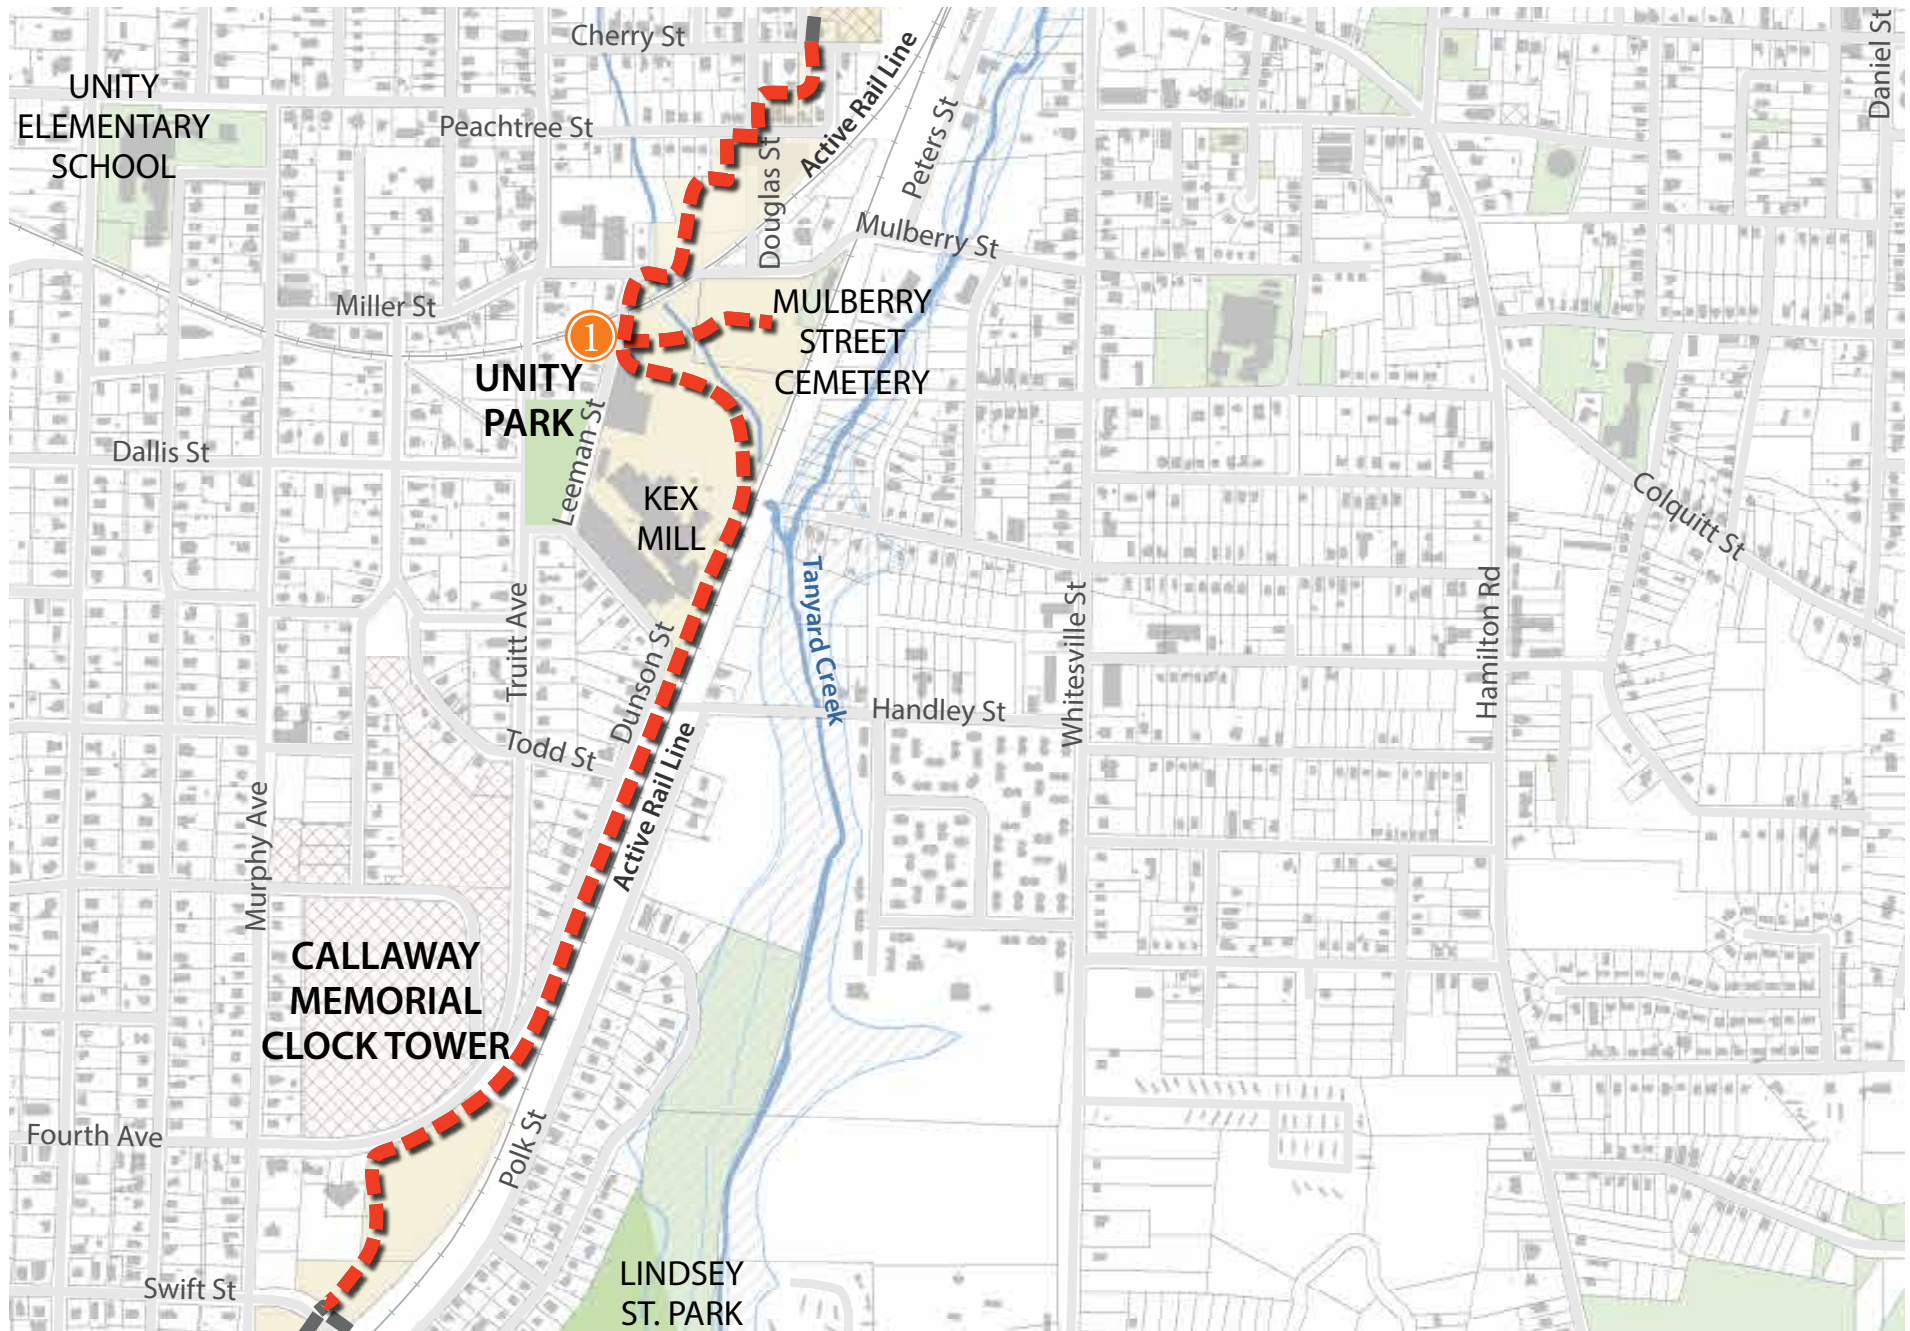 Cherry St
Daniel St
UNITY
ELEMENTARY
SCHOOL
Peachtree St
Active Rail Line
Peters St
Douglas St
Mulberry St
Miller St
MULBERRY
STREET
CEMETERY
1
UNITY
PARK
Leeman St
Dallis St
KEX
MILL
Colquitt St
Tanyard Creek
Truitt Ave
Whitesville St
Hamilton Rd
Dunson St
Handley St
Todd St
Active Rail Line
Murphy Ave
CALLAWAY
MEMORIAL
CLOCK TOWER
Fourth Ave
Polk St
Swift St
LINDSEY
ST. PARK